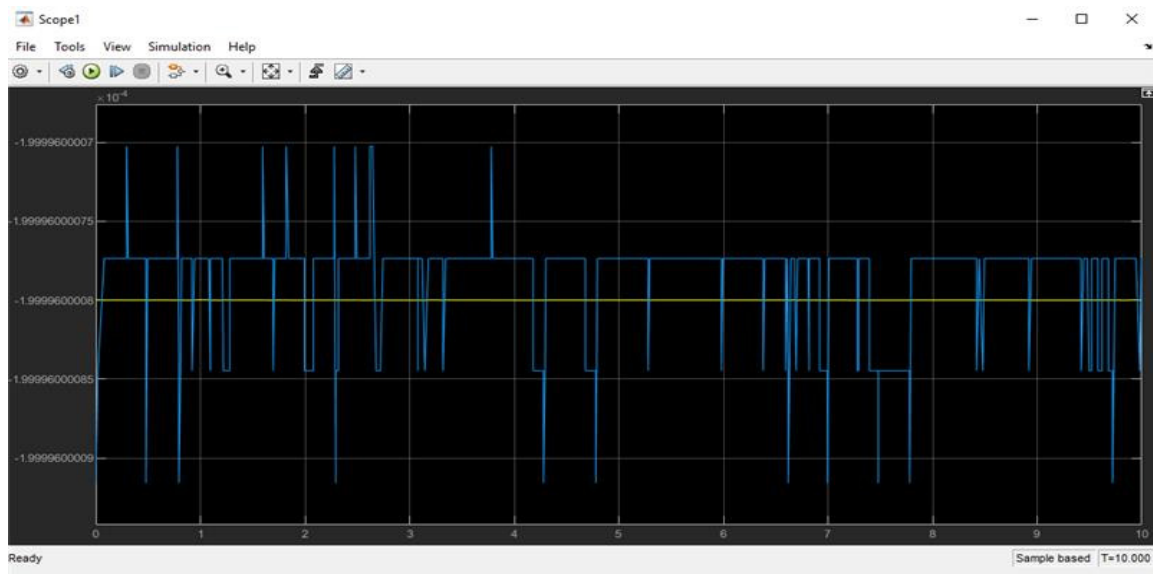 Scope1
File Tools View Simulation Help
×10-4
-1.9999600007
-1.99996000075
-1.9999600008
-1.99996000085
-1.9999600009
0 1 2 3 4 5 6 7 8 9 10
Ready Sample based T=10.000